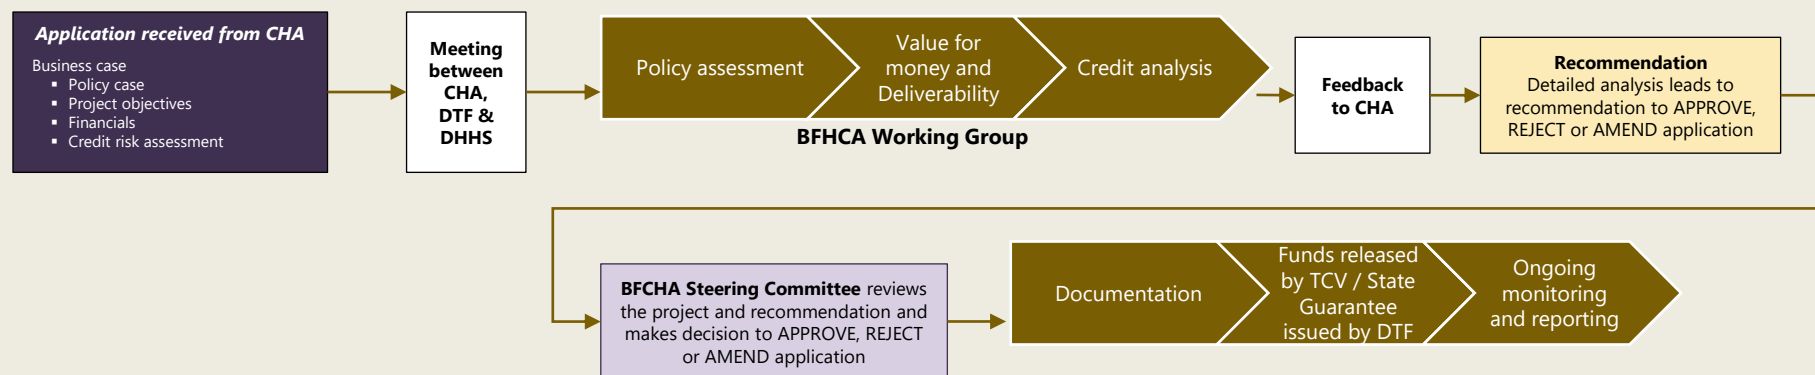 Application received from CHA
Business case
▪ Policy case
▪ Project objectives
▪ Financials
▪ Credit risk assessment
Meeting
between
CHA,
DTF &
DHHS
Policy assessment
Value for
money and
Deliverability
Credit analysis
BFHCA Working Group
Feedback
to CHA
Recommendation
Detailed analysis leads to
recommendation to APPROVE,
REJECT or AMEND application
BFCHA Steering Committee reviews
the project and recommendation and
makes decision to APPROVE, REJECT
or AMEND application
Documentation
Funds released
by TCV / State
Guarantee
issued by DTF
Ongoing
monitoring
and reporting